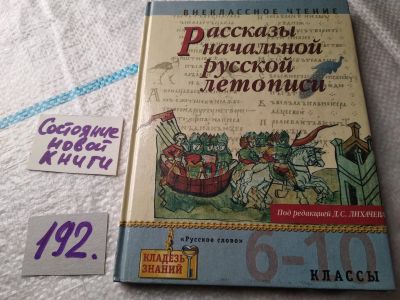 ВНЕКЛАССНОЕ ЧТЕНИЕ
Рассказы
начальной
русской
летописи
Состояние
новой
книги
192.
Под редакцией Д.С. ЛИХАЧЕВА
«Русское слово»
КЛАДЕЗЬ
ЗНАНИЙ
6-10
КЛАССЫ